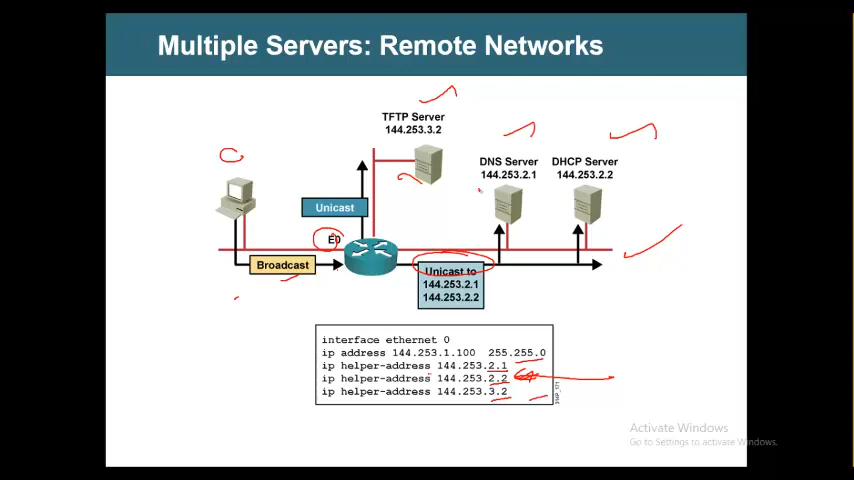 Multiple Servers: Remote Networks
TFTP Server
144.253.3.2
DNS Server
144.253.2.1
DHCP Server
144.253.2.2
Unicast
E0
Broadcast
Unicast to
144.253.2.1
144.253.2.2
interface ethernet 0
ip address 144.253.1.100 255.255.0
ip helper-address 144.253.2.1
ip helper-address 144.253.2.2
ip helper-address 144.253.3.2
Activate Windows
Go to Settings to activate Windows.